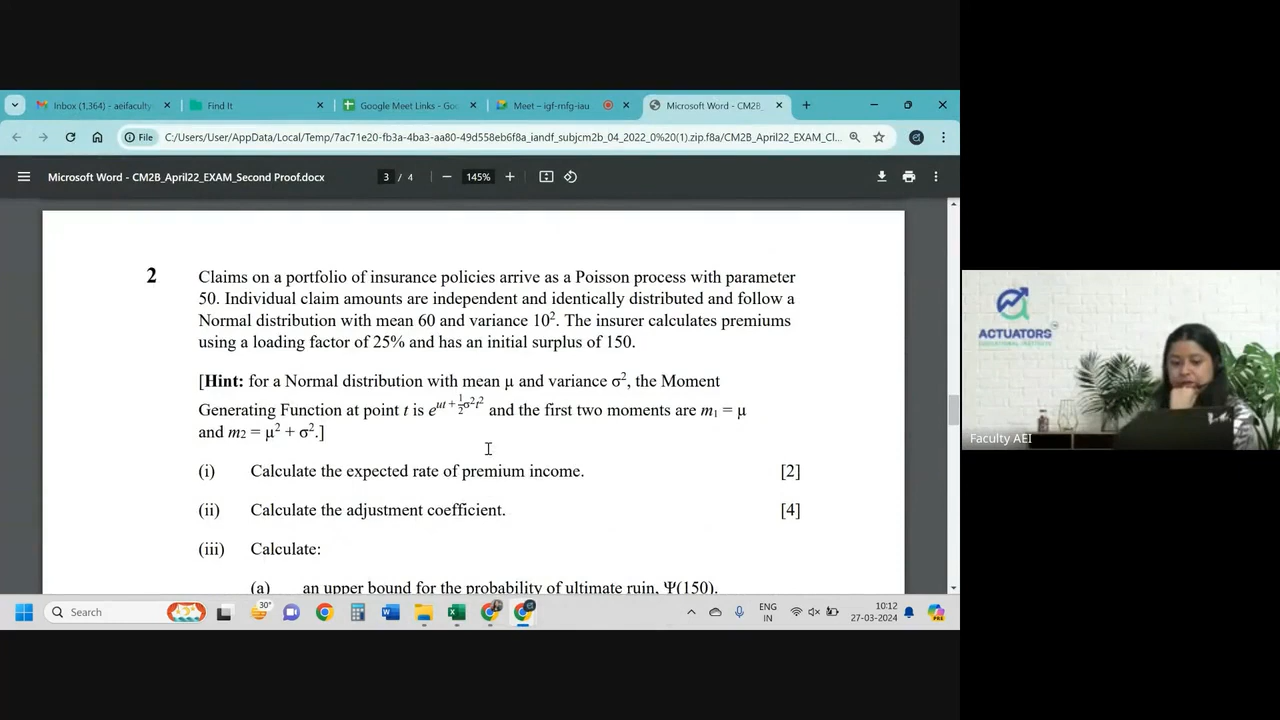 Inbox (1,364) - aeifaculty
Find It
Google Meet Links - Goo
Meet – igf-rnfg-iau
Microsoft Word - CM2B_
File
C:/Users/User/AppData/Local/Temp/7ac71e20-fb3a-4ba3-aa80-49d558eb6f8a_iandf_subjcm2b_04_2022_0%20(1).zip.f8a/CM2B_April22_EXAM_Cl...
Microsoft Word - CM2B_April22_EXAM_Second Proof.docx
3 / 4
145%
2 Claims on a portfolio of insurance policies arrive as a Poisson process with parameter
50. Individual claim amounts are independent and identically distributed and follow a
Normal distribution with mean 60 and variance 10². The insurer calculates premiums
using a loading factor of 25% and has an initial surplus of 150.
[Hint: for a Normal distribution with mean μ and variance σ², the Moment
Generating Function at point t is e^{ut + ½σ²t²} and the first two moments are m₁ = μ
and m₂ = μ² + σ².]
(i) Calculate the expected rate of premium income. [2]
(ii) Calculate the adjustment coefficient. [4]
(iii) Calculate:
(a) an upper bound for the probability of ultimate ruin, Ψ(150).
ACTUATORS
Faculty AEI
Search
30°
ENG
IN
10:12
27-03-2024